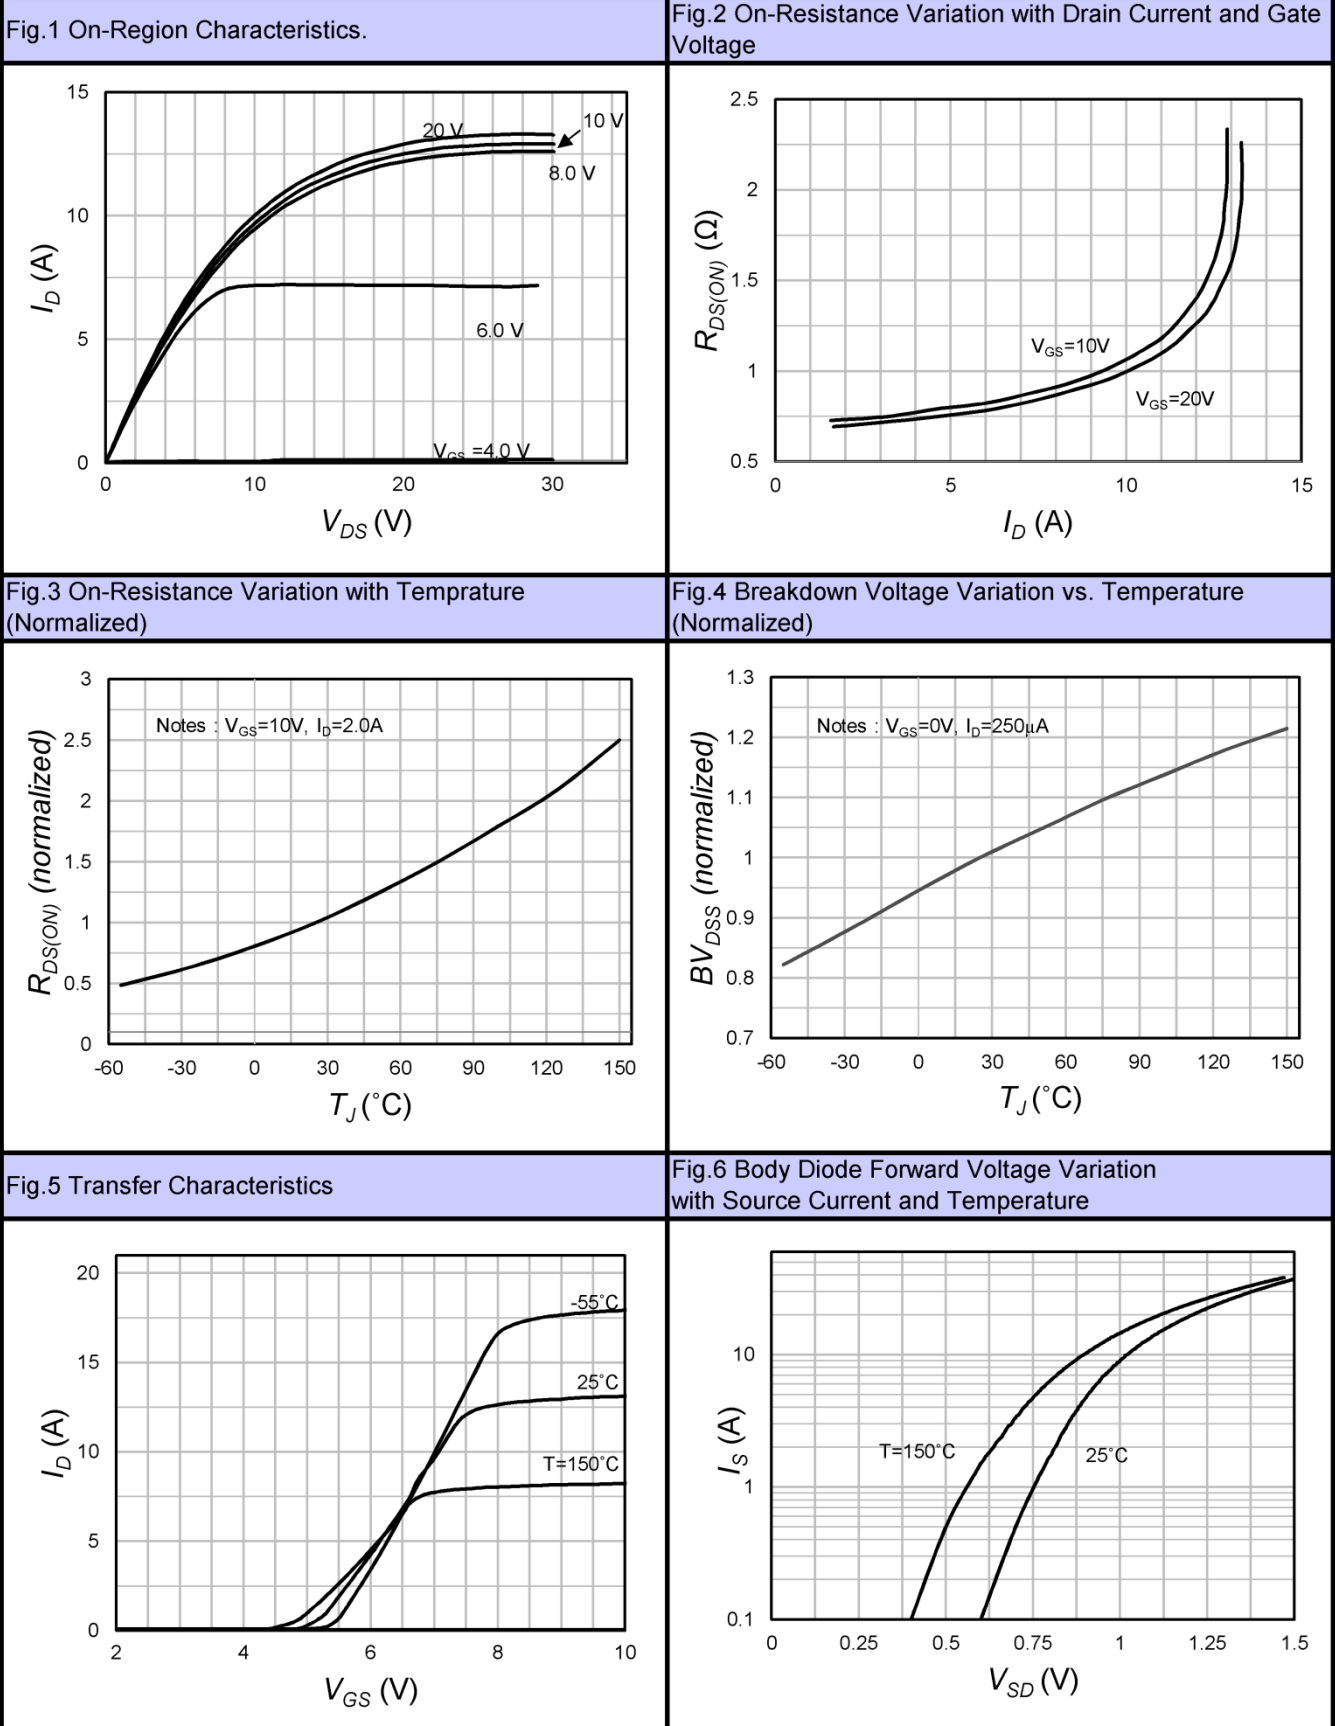 Fig.1 On-Region Characteristics.
Fig.2 On-Resistance Variation with Drain Current and Gate
Voltage
15
10
5
0
I_D (A)
20 V
10 V
8.0 V
6.0 V
V_GS =4.0 V
0 10 20 30
V_DS (V)
2.5
2
1.5
1
0.5
R_DS(ON) (Ω)
V_GS=10V
V_GS=20V
0 5 10 15
I_D (A)
Fig.3 On-Resistance Variation with Temprature
(Normalized)
Fig.4 Breakdown Voltage Variation vs. Temperature
(Normalized)
3
2.5
2
1.5
1
0.5
0
R_DS(ON) (normalized)
Notes : V_GS=10V, I_D=2.0A
-60 -30 0 30 60 90 120 150
T_J (˚C)
1.3
1.2
1.1
1
0.9
0.8
0.7
BV_DSS (normalized)
Notes : V_GS=0V, I_D=250µA
-60 -30 0 30 60 90 120 150
T_J (˚C)
Fig.5 Transfer Characteristics
Fig.6 Body Diode Forward Voltage Variation
with Source Current and Temperature
20
15
10
5
0
I_D (A)
-55˚C
25˚C
T=150˚C
2 4 6 8 10
V_GS (V)
10
1
0.1
I_S (A)
T=150˚C
25˚C
0 0.25 0.5 0.75 1 1.25 1.5
V_SD (V)